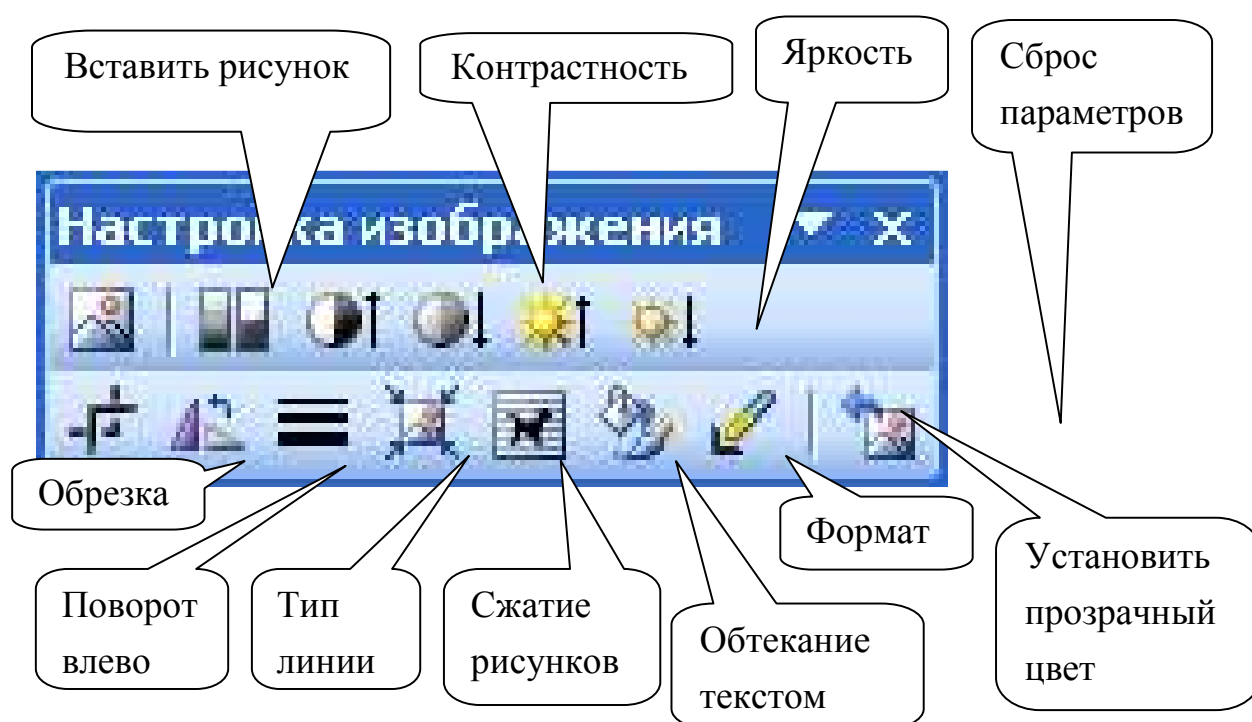 Вставить рисунок
Контрастность
Яркость
Сброс
параметров
Настройка изображения
Обрезка
Формат
Поворот
влево
Тип
линии
Сжатие
рисунков
Обтекание
текстом
Установить
прозрачный
цвет